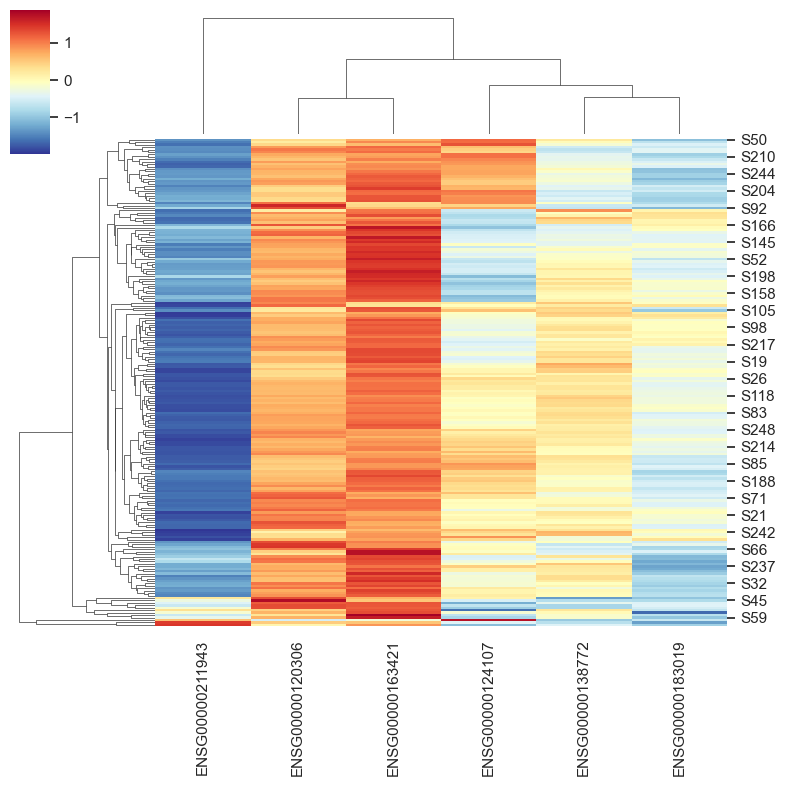 1
0
−1
S50
S210
S244
S204
S92
S166
S145
S52
S198
S158
S105
S98
S217
S19
S26
S118
S83
S248
S214
S85
S188
S71
S21
S242
S66
S237
S32
S45
S59
ENSG00000211943
ENSG00000120306
ENSG00000163421
ENSG00000124107
ENSG00000138772
ENSG00000183019